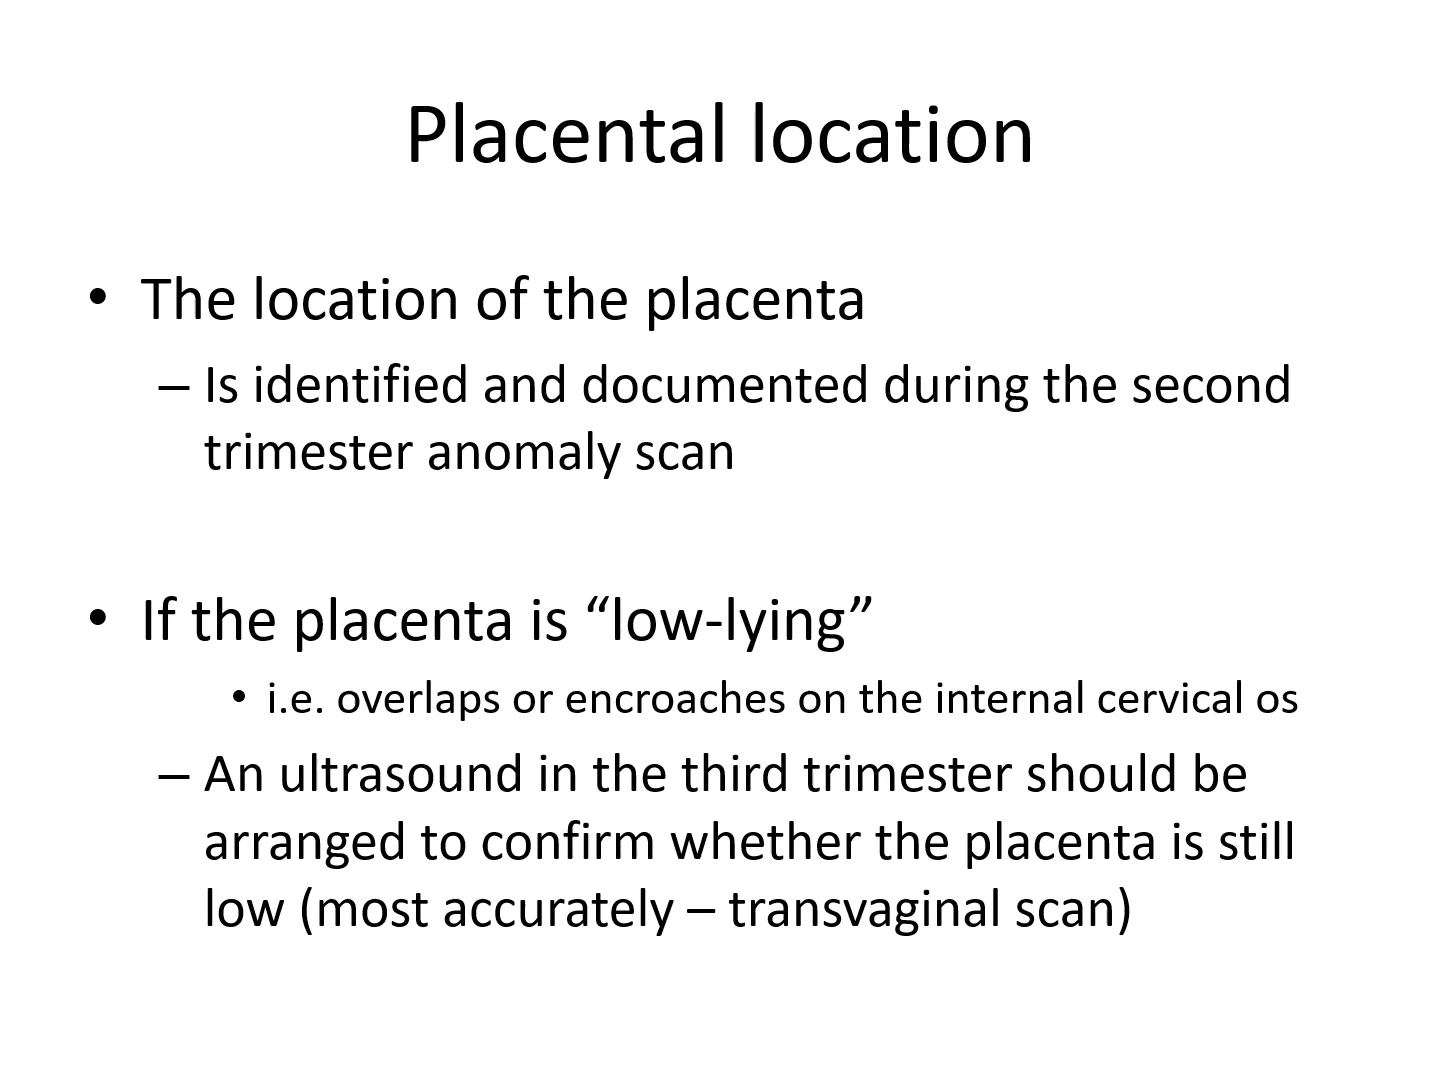 Placental location
• The location of the placenta
– Is identified and documented during the second
trimester anomaly scan
• If the placenta is “low-lying”
• i.e. overlaps or encroaches on the internal cervical os
– An ultrasound in the third trimester should be
arranged to confirm whether the placenta is still
low (most accurately – transvaginal scan)